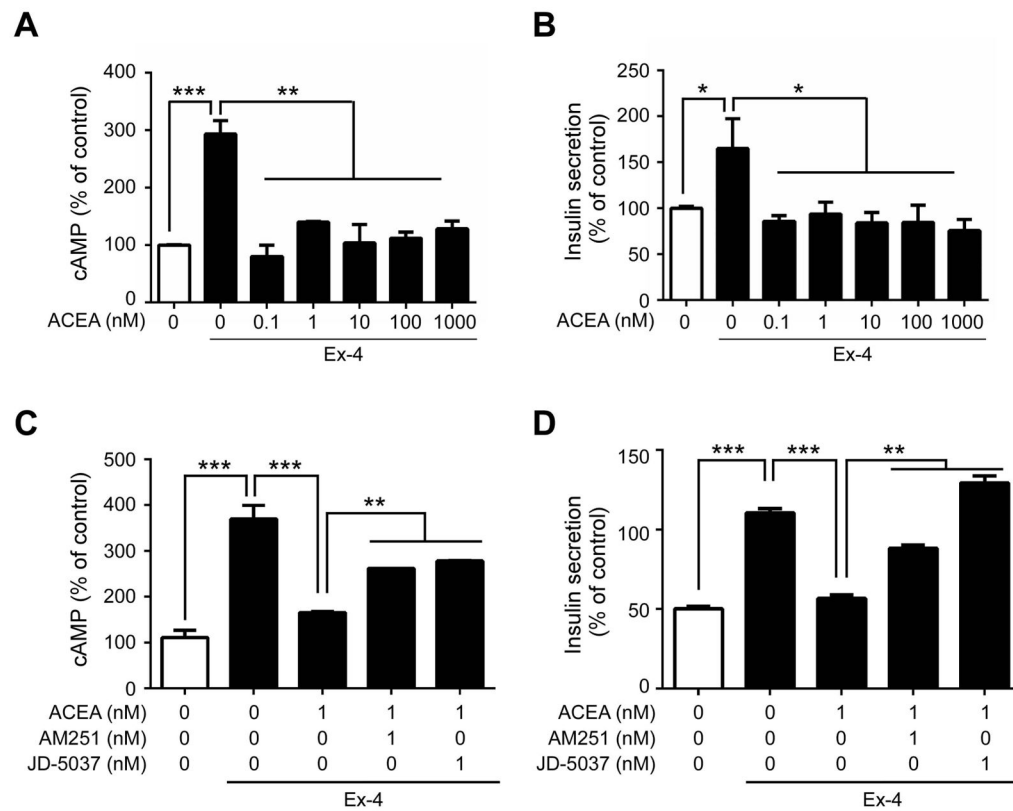 A
cAMP (% of control)
400
300
200
100
0
***
**
ACEA (nM) 0 0 0.1 1 10 100 1000
Ex-4
B
Insulin secretion
(% of control)
250
200
150
100
50
0
*
*
ACEA (nM) 0 0 0.1 1 10 100 1000
Ex-4
C
cAMP (% of control)
500
400
300
200
100
0
***
***
**
ACEA (nM) 0 0 1 1 1
AM251 (nM) 0 0 0 1 0
JD-5037 (nM) 0 0 0 0 1
Ex-4
D
Insulin secretion
(% of control)
150
100
50
0
***
***
**
ACEA (nM) 0 0 1 1 1
AM251 (nM) 0 0 0 1 0
JD-5037 (nM) 0 0 0 0 1
Ex-4